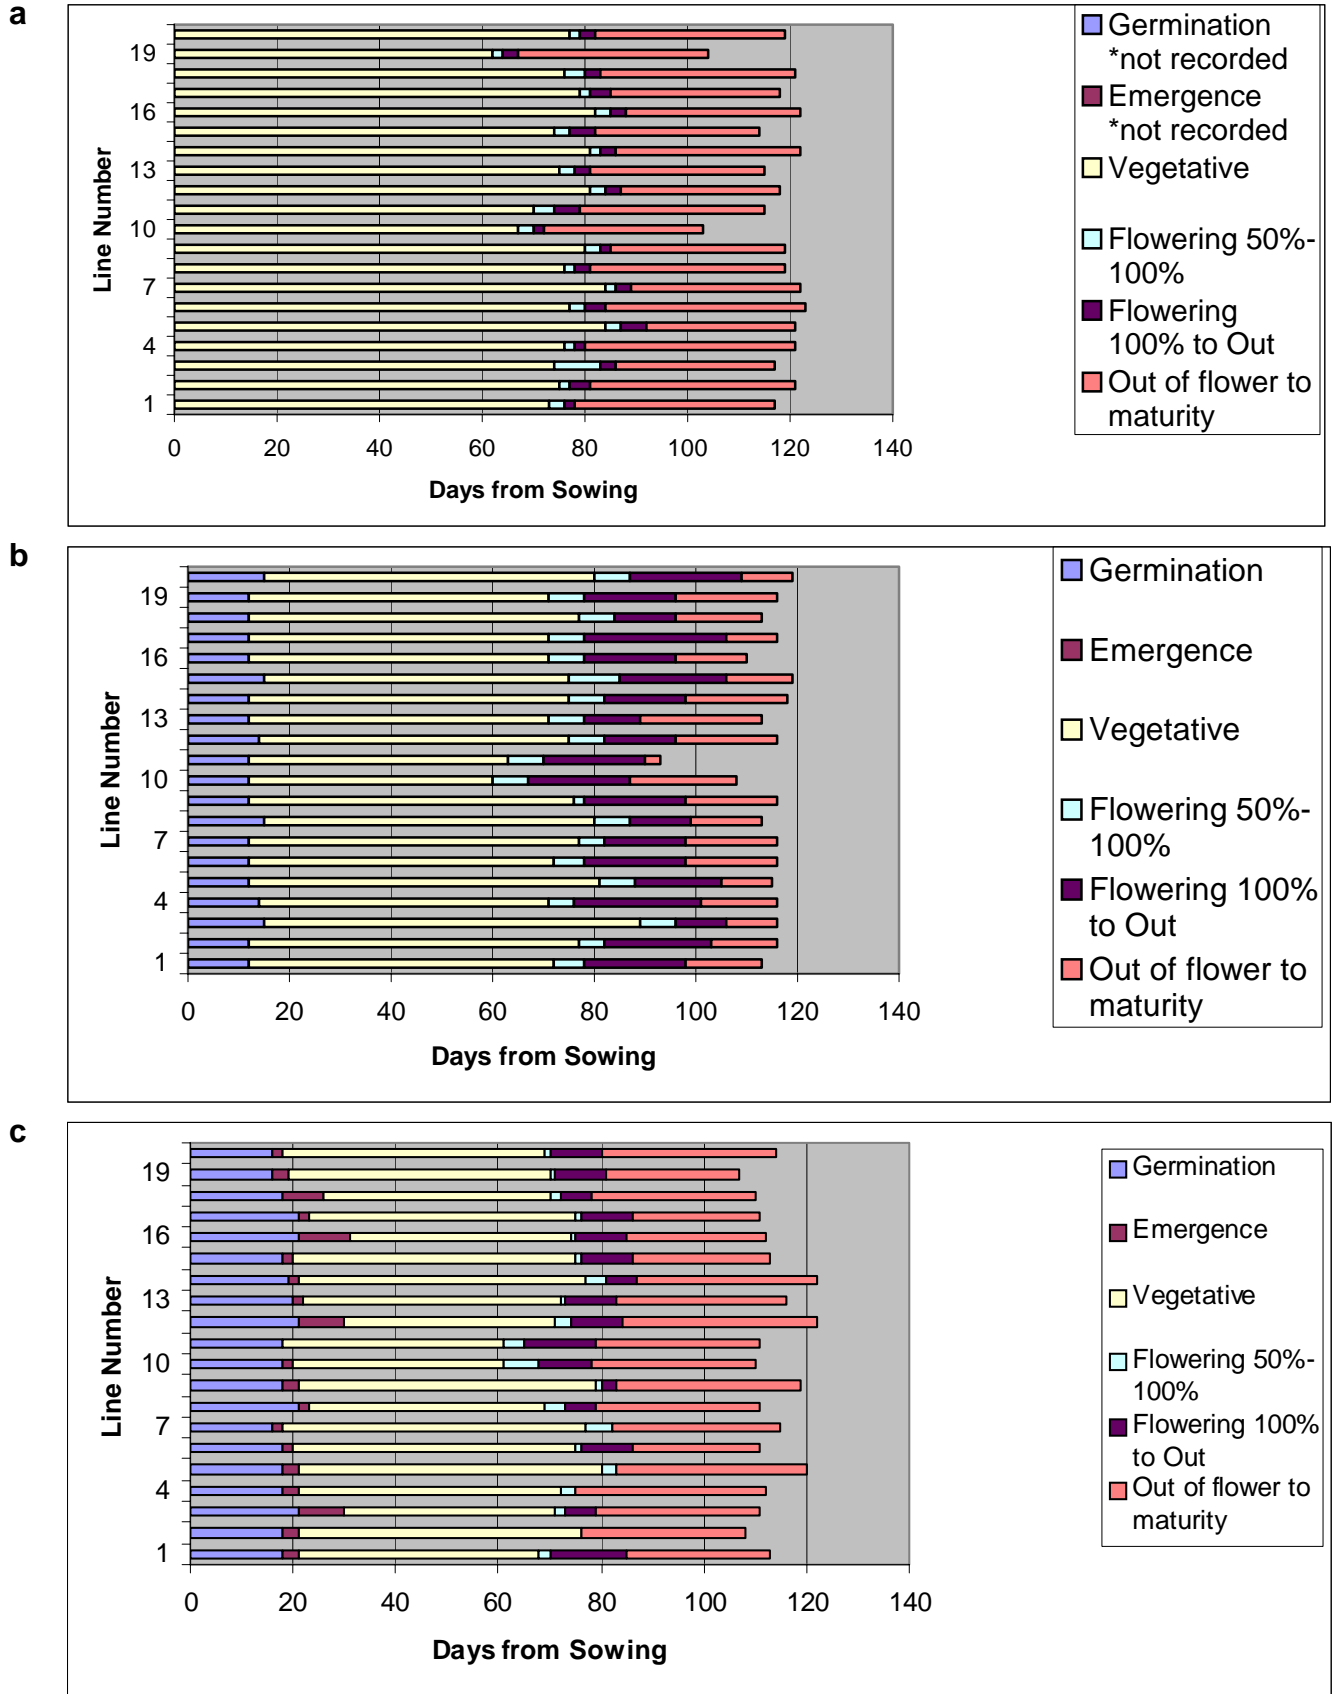 a
Line Number
19
16
13
10
7
4
1
0 20 40 60 80 100 120 140
Days from Sowing
Germination
*not recorded
Emergence
*not recorded
Vegetative
Flowering 50%-
100%
Flowering
100% to Out
Out of flower to
maturity
b
Line Number
19
16
13
10
7
4
1
0 20 40 60 80 100 120 140
Days from Sowing
Germination
Emergence
Vegetative
Flowering 50%-
100%
Flowering 100%
to Out
Out of flower to
maturity
c
Line Number
19
16
13
10
7
4
1
0 20 40 60 80 100 120 140
Days from Sowing
Germination
Emergence
Vegetative
Flowering 50%-
100%
Flowering 100%
to Out
Out of flower to
maturity